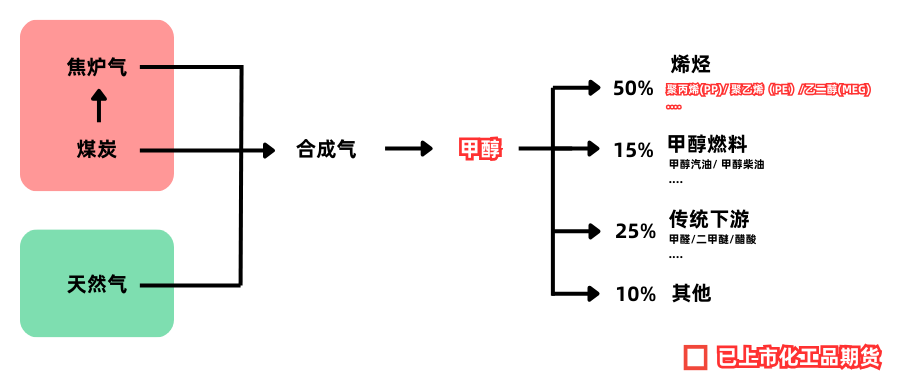 焦炉气
煤炭
天然气
合成气
甲醇
50%
烯烃
聚丙烯(PP)/ 聚乙烯（PE）/乙二醇(MEG)
....
15%
甲醇燃料
甲醇汽油/ 甲醇柴油
....
25%
传统下游
甲醛/二甲醚/醋酸
....
10%
其他
已上市化工品期货